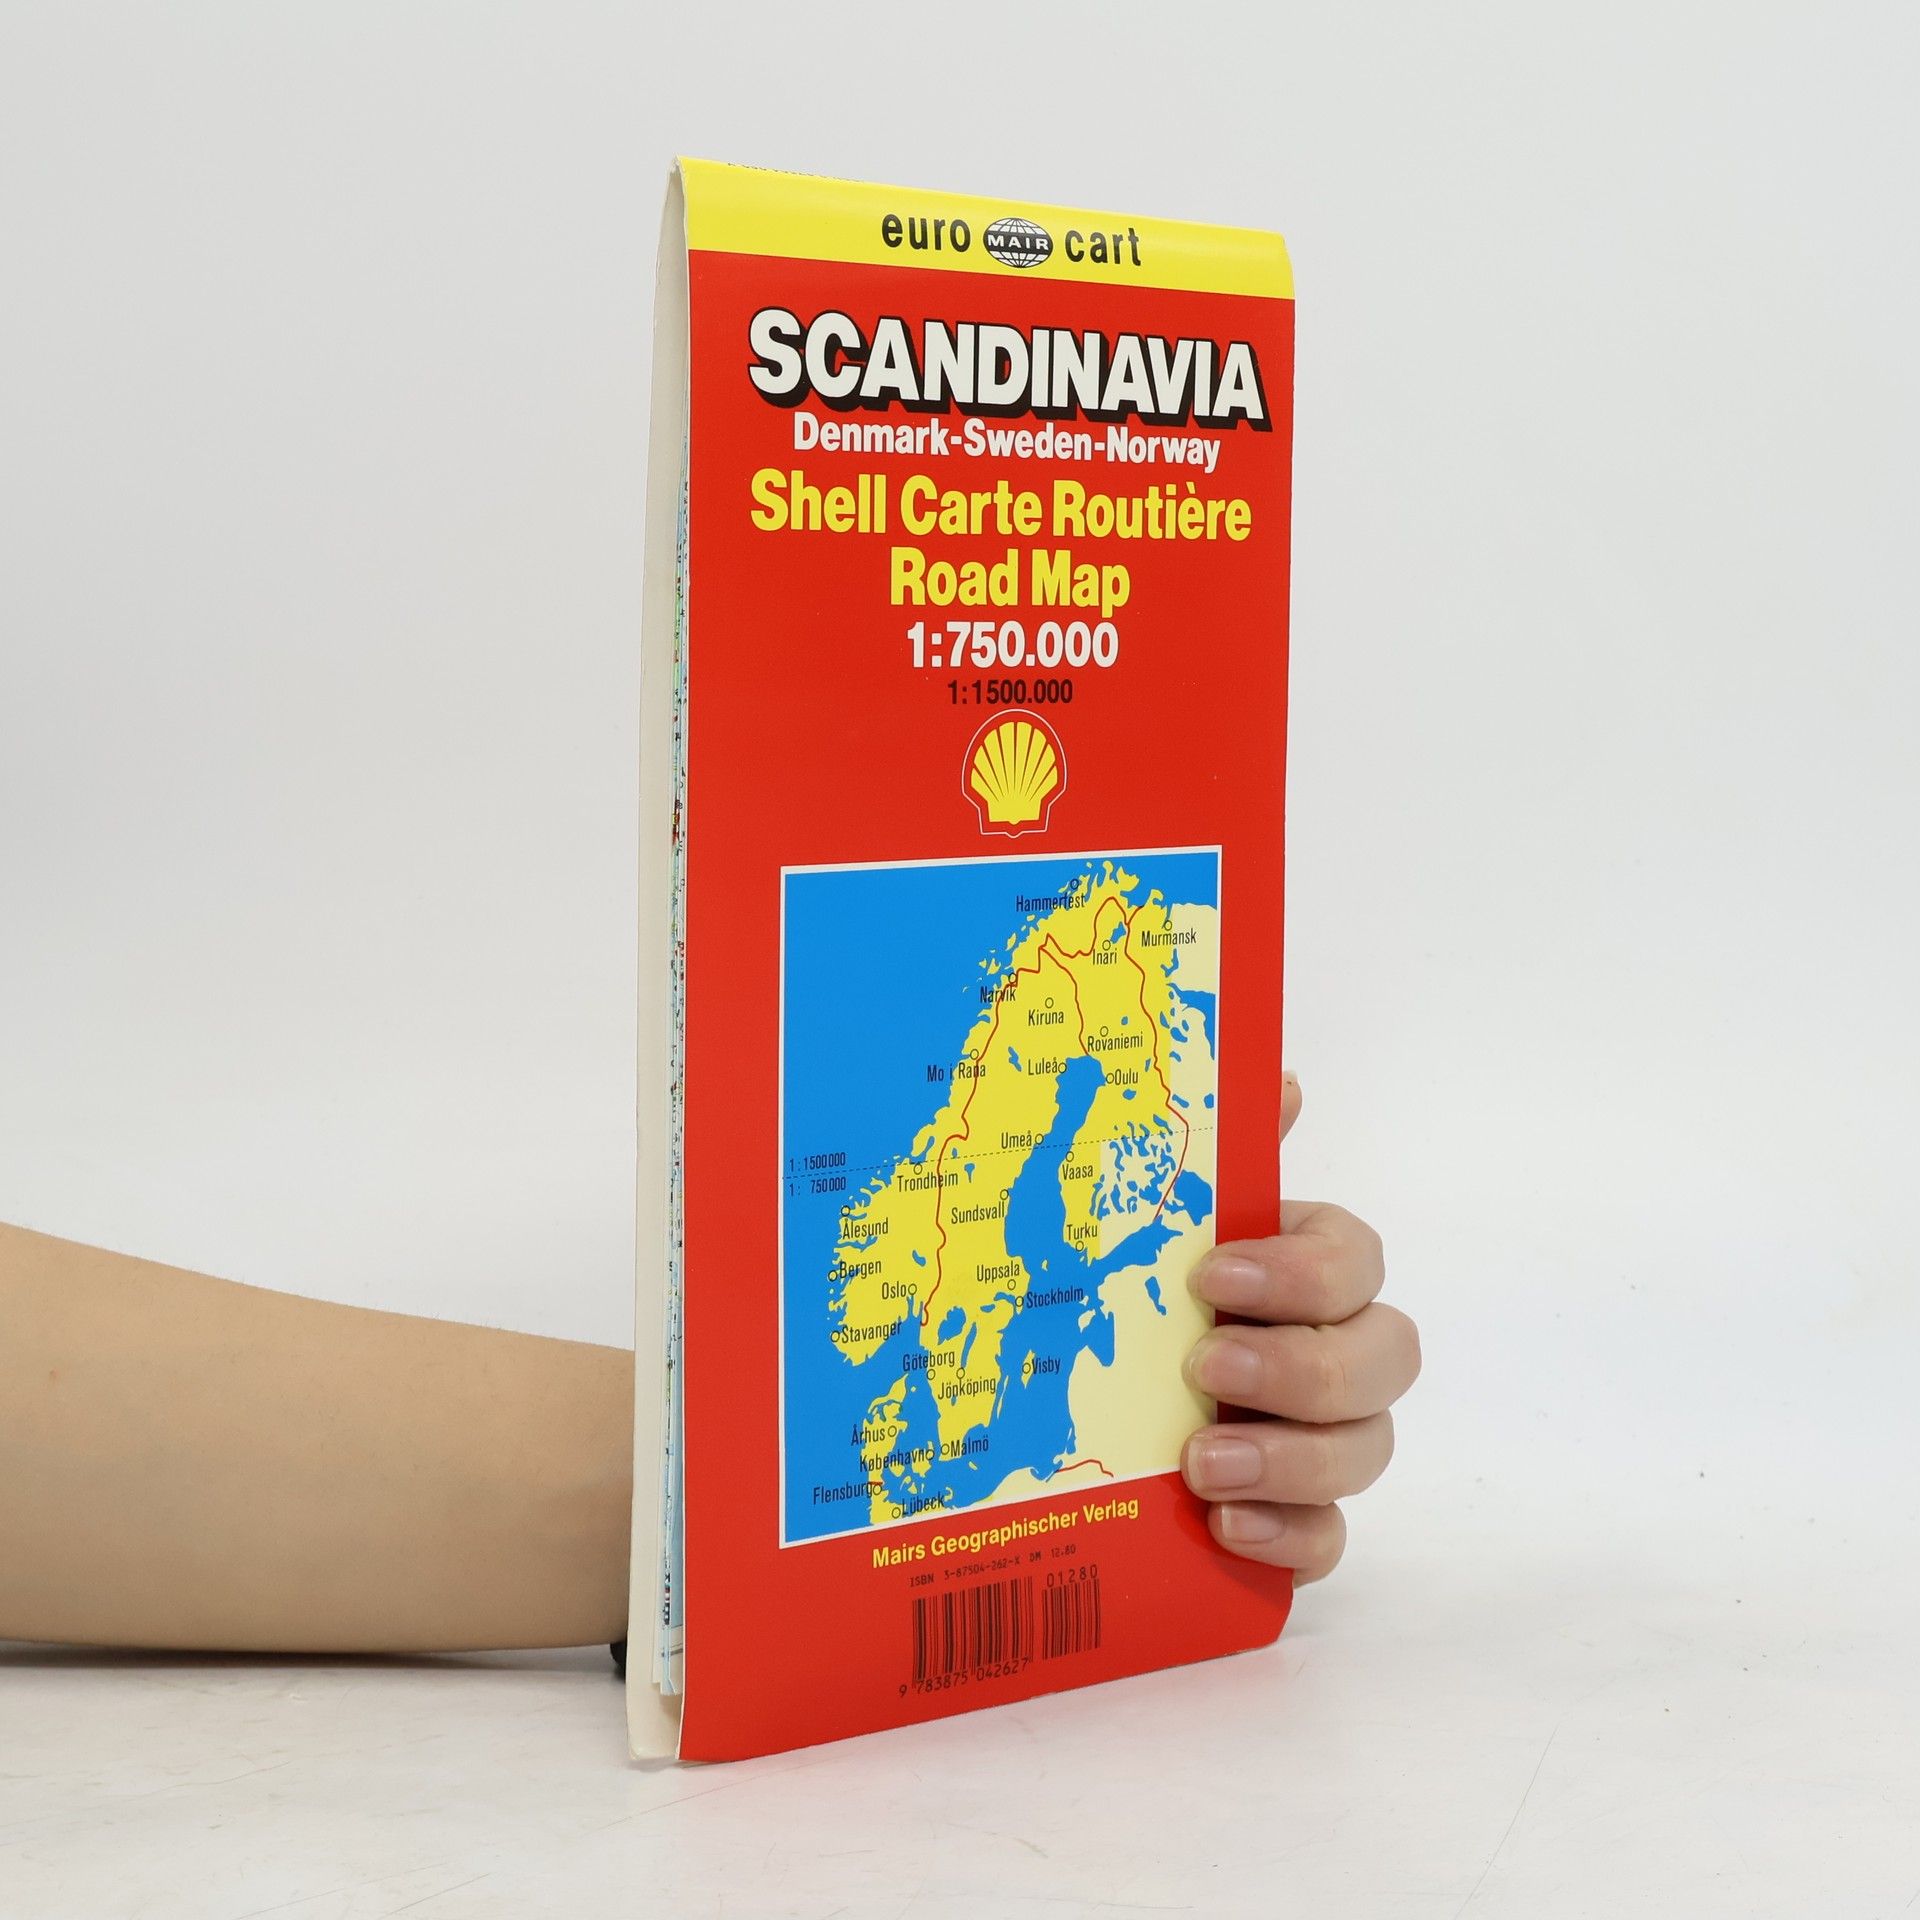 euro MAIR cart
SCANDINAVIA
Denmark-Sweden-Norway
Shell Carte Routière
Road Map
1:750.000
1:1500.000
Hammerfest
Murmansk
Inari
Narvik
Kiruna
Rovaniemi
Mo i Rana
Luleå
Oulu
Umeå
1:1500000
Vaasa
Trondheim
1: 750000
Sundsvall
Ålesund
Turku
Bergen
Uppsala
Oslo
Stockholm
Stavanger
Göteborg
Visby
Jöpköping
Århus
Malmö
København
Flensburg
Lübeck
Mairs Geographischer Verlag
ISBN 3-87504-262-X DM 12.80
01280
9 783875 042627